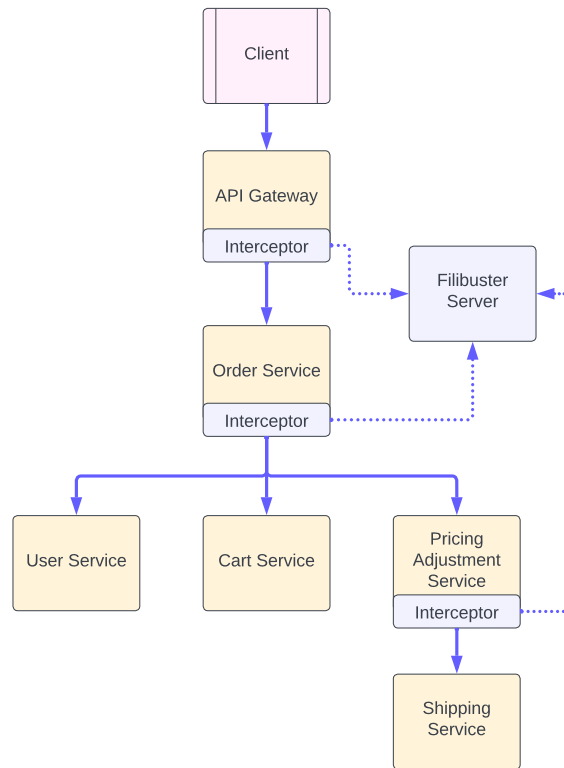 Client
API Gateway
Interceptor
Filibuster
Server
Order Service
Interceptor
User Service
Cart Service
Pricing
Adjustment
Service
Interceptor
Shipping
Service